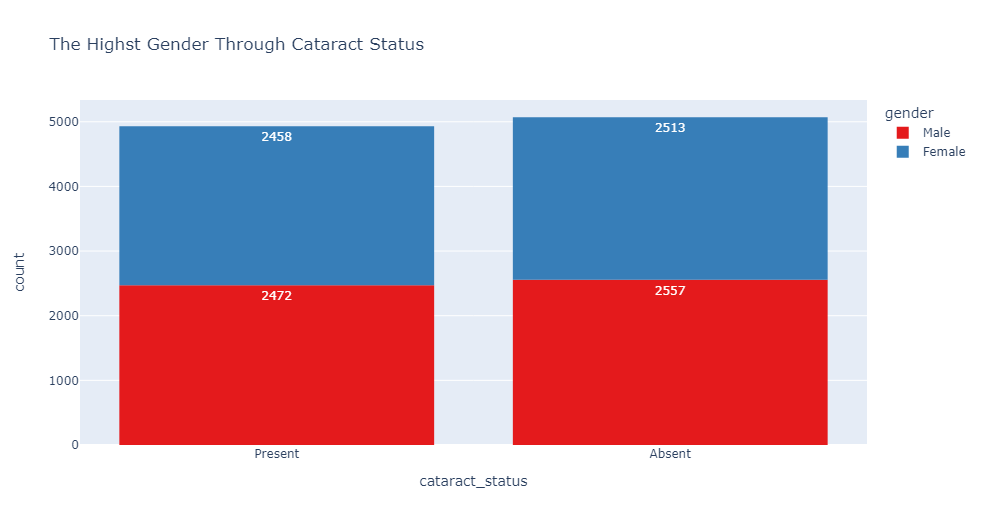 The Highst Gender Through Cataract Status
gender
Male
Female
count
5000
4000
3000
2000
1000
0
2458
2513
2472
2557
Present
Absent
cataract_status